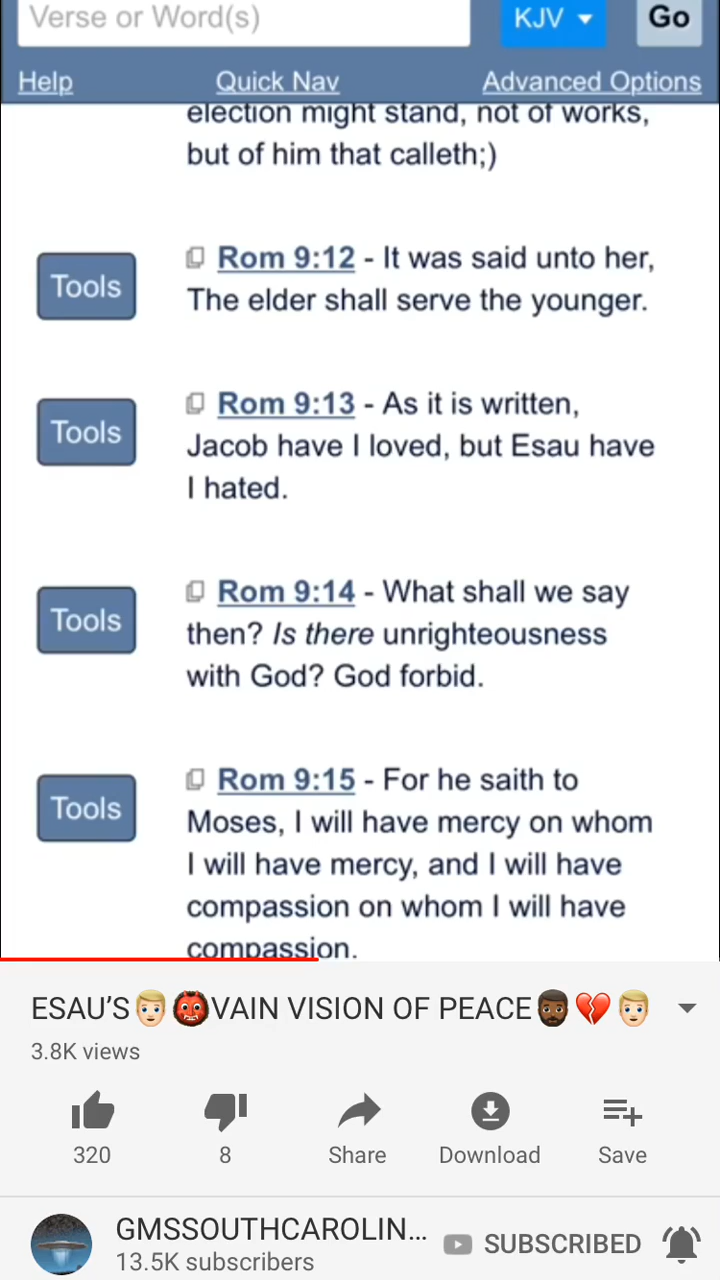 Verse or Word(s)
KJV
Go
Help
Quick Nav
Advanced Options
election might stand, not of works,
but of him that calleth;)
Tools
Rom 9:12 - It was said unto her,
The elder shall serve the younger.
Tools
Rom 9:13 - As it is written,
Jacob have I loved, but Esau have
I hated.
Tools
Rom 9:14 - What shall we say
then? Is there unrighteousness
with God? God forbid.
Tools
Rom 9:15 - For he saith to
Moses, I will have mercy on whom
I will have mercy, and I will have
compassion on whom I will have
compassion.
ESAU’S👱🏼‍♂️👹VAIN VISION OF PEACE🧔🏾💔👱🏼‍♂️
3.8K views
320
8
Share
Download
Save
GMSSOUTHCAROLIN...
13.5K subscribers
SUBSCRIBED